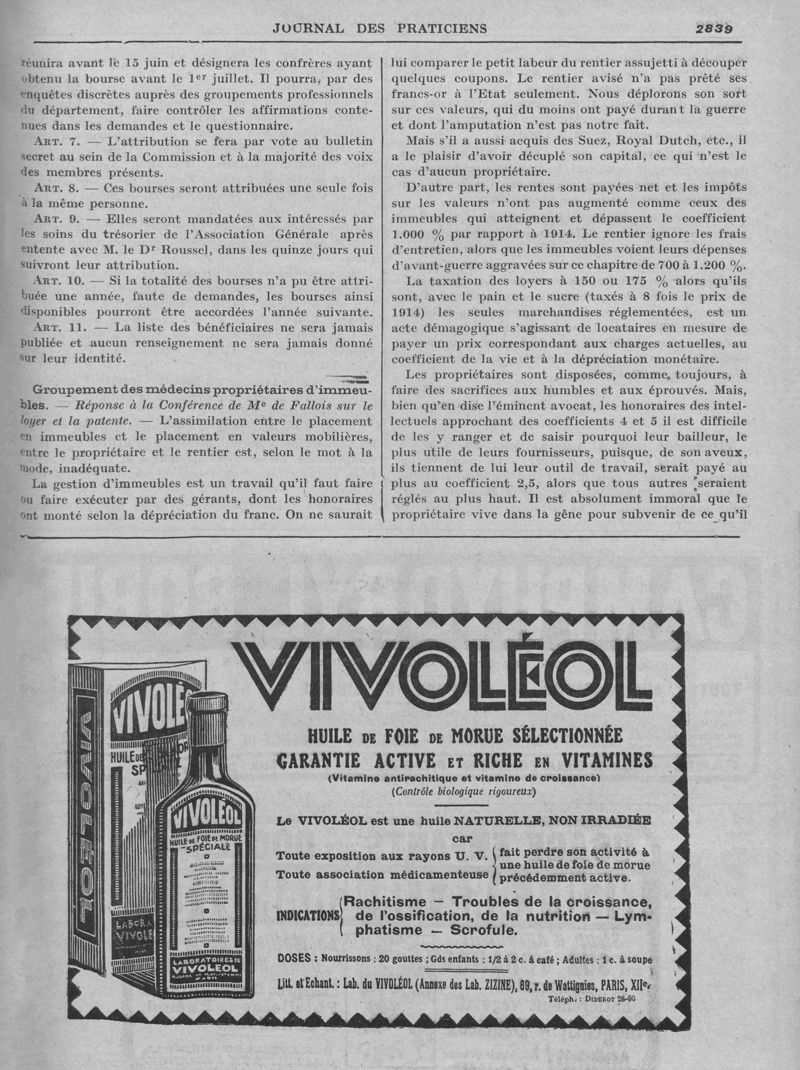 JOURNAL DES PRATICIENS 2839
réunira avant le 15 juin et désignera les confrères ayant
obtenu la bourse avant le 1er juillet. Il pourra, par des
enquêtes discrètes auprès des groupements professionnels
du département, faire contrôler les affirmations conte-
nues dans les demandes et le questionnaire.
ART. 7. — L'attribution se fera par vote au bulletin
secret au sein de la Commission et à la majorité des voix
des membres présents.
ART. 8. — Ces bourses seront attribuées une seule fois
à la même personne.
ART. 9. — Elles seront mandatées aux intéressés par
les soins du trésorier de l'Association Générale après
entente avec M. le Dr Roussel, dans les quinze jours qui
suivront leur attribution.
ART. 10. — Si la totalité des bourses n'a pu être attri-
buée une année, faute de demandes, les bourses ainsi
disponibles pourront être accordées l'année suivante.
ART. 11. — La liste des bénéficiaires ne sera jamais
publiée et aucun renseignement ne sera jamais donné
sur leur identité.
Groupement des médecins propriétaires d'immeu-
bles. — Réponse à la Conférence de Me de Fallois sur le
loyer et la patente. — L'assimilation entre le placement
en immeubles et le placement en valeurs mobilières,
entre le propriétaire et le rentier est, selon le mot à la
mode, inadéquate.
La gestion d'immeubles est un travail qu'il faut faire
ou faire exécuter par des gérants, dont les honoraires
ont monté selon la dépréciation du franc. On ne saurait
lui comparer le petit labeur du rentier assujetti à découper
quelques coupons. Le rentier avisé n'a pas prêté ses
francs-or à l'Etat seulement. Nous déplorons son sort
sur ces valeurs, qui du moins ont payé durant la guerre
et dont l'amputation n'est pas notre fait.
Mais s'il a aussi acquis des Suez, Royal Dutch, etc., il
a le plaisir d'avoir décuplé son capital, ce qui n'est le
cas d'aucun propriétaire.
D'autre part, les rentes sont payées net et les impôts
sur les valeurs n'ont pas augmenté comme ceux des
immeubles qui atteignent et dépassent le coefficient
1.000 % par rapport à 1914. Le rentier ignore les frais
d'entretien, alors que les immeubles voient leurs dépenses
d'avant-guerre aggravées sur ce chapitre de 700 à 1.200 %.
La taxation des loyers à 150 ou 175 % alors qu'ils
sont, avec le pain et le sucre (taxés à 8 fois le prix de
1914) les seules marchandises réglementées, est un
acte démagogique s'agissant de locataires en mesure de
payer un prix correspondant aux charges actuelles, au
coefficient de la vie et à la dépréciation monétaire.
Les propriétaires sont disposées, comme, toujours, à
faire des sacrifices aux humbles et aux éprouvés. Mais,
bien qu'en dise l'éminent avocat, les honoraires des intel-
lectuels approchant des coefficients 4 et 5 il est difficile
de les y ranger et de saisir pourquoi leur bailleur, le
plus utile de leurs fournisseurs, puisque, de son aveux,
ils tiennent de lui leur outil de travail, serait payé au
plus au coefficient 2,5, alors que tous autres seraient
réglés au plus haut. Il est absolument immoral que le
propriétaire vive dans la gêne pour subvenir de ce qu'il
VIVOLÉOL
HUILE DE FOIE DE MORUE SÉLECTIONNÉE
GARANTIE ACTIVE ET RICHE EN VITAMINES
(Vitamine antirachitique et vitamine de croissance)
(Contrôle biologique rigoureux)
Le VIVOLÉOL est une huile NATURELLE, NON IRRADIÉE
car
Toute exposition aux rayons U. V.
Toute association médicamenteuse
fait perdre son activité à
une huile de foie de morue
précédemment active.
INDICATIONS
Rachitisme — Troubles de la croissance,
de l'ossification, de la nutrition — Lym-
phatisme — Scrofule.
DOSES : Nourrissons : 20 gouttes ; Gds enfants : 1/2 à 2 c. à café ; Adultes : 1 c. à soupe
Litt. et Echant. : Lab. du VIVOLÉOL (Annexe des Lab. ZIZINE), 89, r. de Wattignies, PARIS, XIIe.
Téléph. : DIDEROT 28-96
VIVOLÉOL
VIVOLÉ
HUILE DE
MOR
SP
LABORA
VIVOLE
VIVOLÉOL
HUILE DE FOIE DE MORUE
SPÉCIALE
LABORATOIRES DU
VIVOLEOL